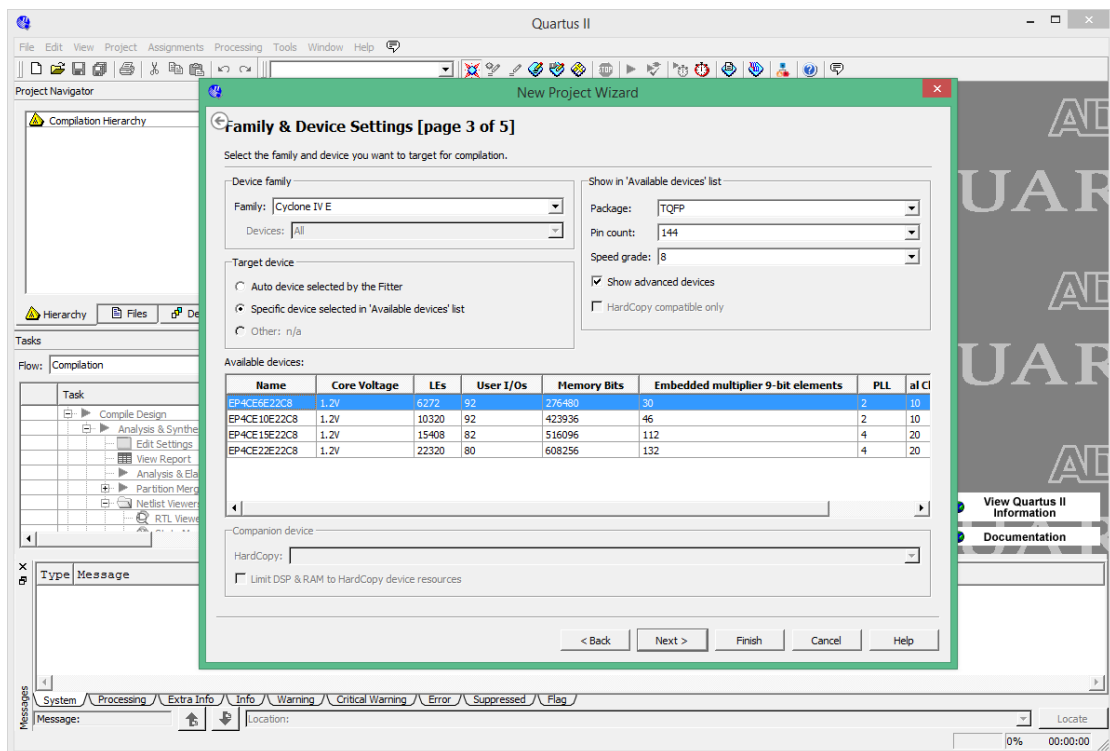 Quartus II
File Edit View Project Assignments Processing Tools Window Help
Project Navigator
Compilation Hierarchy
Hierarchy Files De
Tasks
Flow: Compilation
Task
Compile Design
Analysis & Synthe
Edit Settings
View Report
Analysis & Ela
Partition Merg
Netlist Viewer
RTL Viewe
New Project Wizard
Family & Device Settings [page 3 of 5]
Select the family and device you want to target for compilation.
Device family
Family: Cyclone IV E
Devices: All
Target device
Auto device selected by the Fitter
Specific device selected in 'Available devices' list
Other: n/a
Show in 'Available devices' list
Package: TQFP
Pin count: 144
Speed grade: 8
Show advanced devices
HardCopy compatible only
Available devices:
Name Core Voltage LEs User I/Os Memory Bits Embedded multiplier 9-bit elements PLL al Cl
EP4CE6E22C8 1.2V 6272 92 276480 30 2 10
EP4CE10E22C8 1.2V 10320 92 423936 46 2 10
EP4CE15E22C8 1.2V 15408 82 516096 112 4 20
EP4CE22E22C8 1.2V 22320 80 608256 132 4 20
Companion device
HardCopy:
Limit DSP & RAM to HardCopy device resources
< Back Next > Finish Cancel Help
UAR
UAR
View Quartus II
Information
Documentation
Type Message
Messages
System Processing Extra Info Info Warning Critical Warning Error Suppressed Flag
Message: Location: Locate
0% 00:00:00